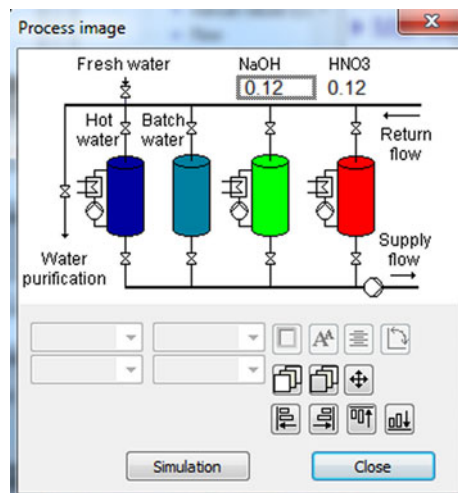 Process image
Fresh water
NaOH
HNO3
0.12
0.12
Hot
water
Batch
water
Return
flow
Water
purification
Supply
flow
Simulation
Close